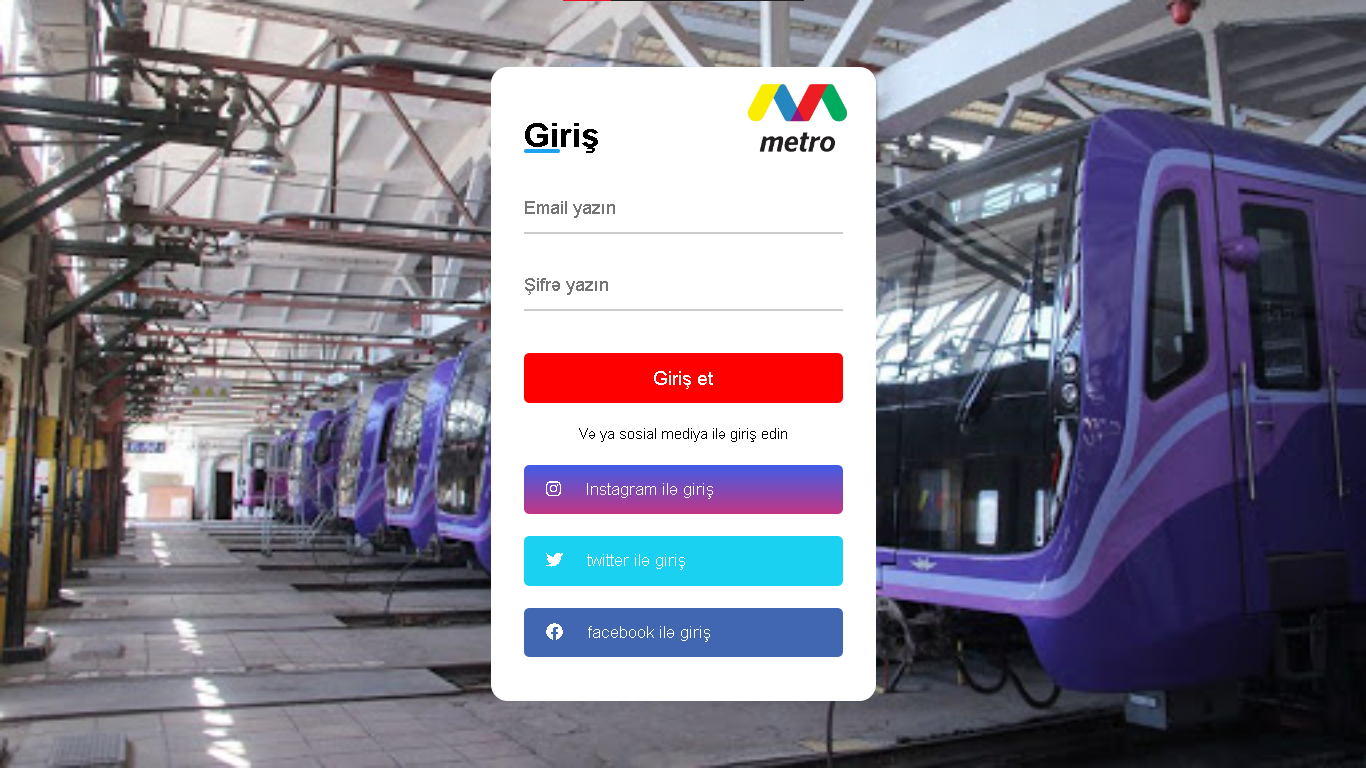 metro
Giriş
Email yazın
Şifrə yazın
Giriş et
Və ya sosial mediya ilə giriş edin
Instagram ilə giriş
twitter ilə giriş
facebook ilə giriş